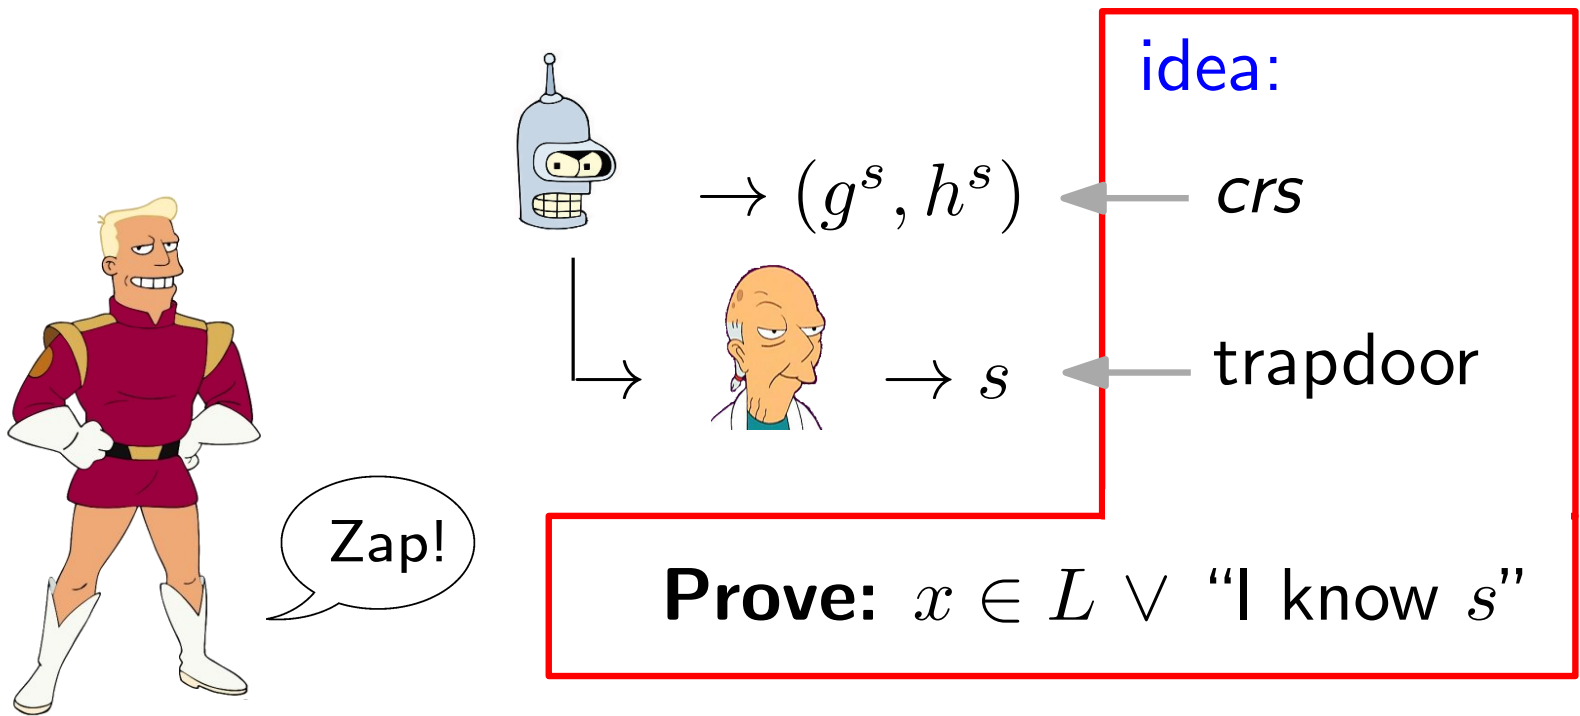 idea:
→ (g^s, h^s)
crs
→ s
trapdoor
Zap!
Prove: x ∈ L ∨ “I know s”